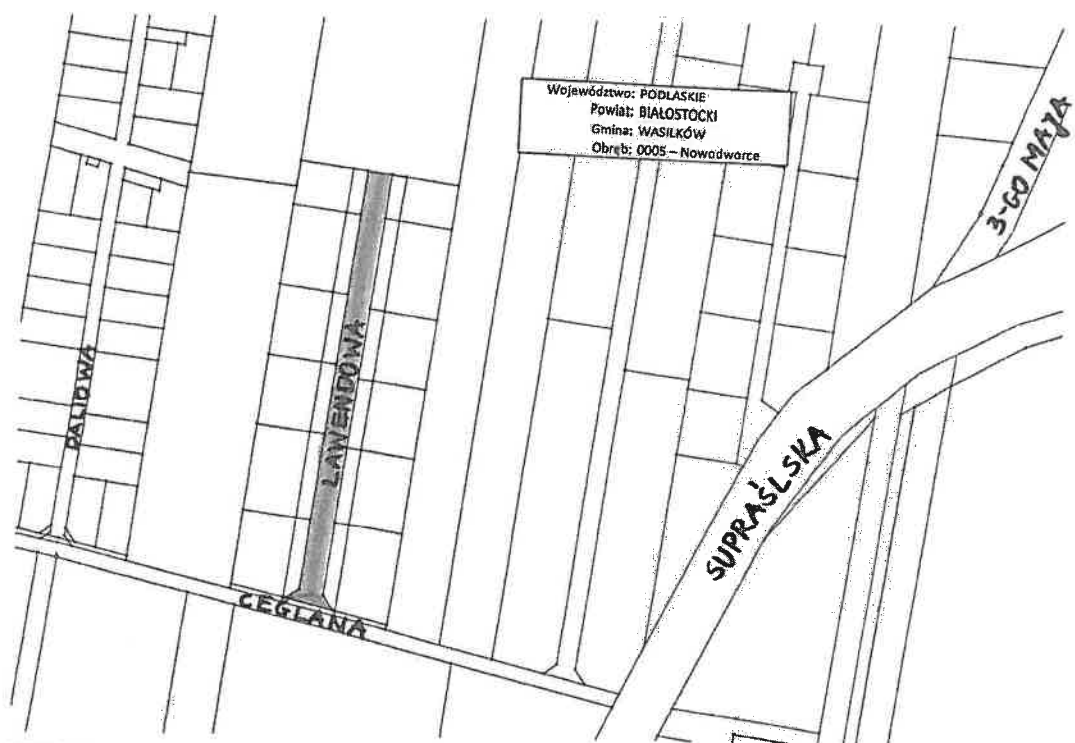 Województwo: PODLASKIE
Powiat: BIAŁOSTOCKI
Gmina: WASILKÓW
Obręb: 0005 – Nowodworce
3-GO MAJA
DALIOWA
LAWENDOWA
SUPRAŚLSKA
CEGLANA